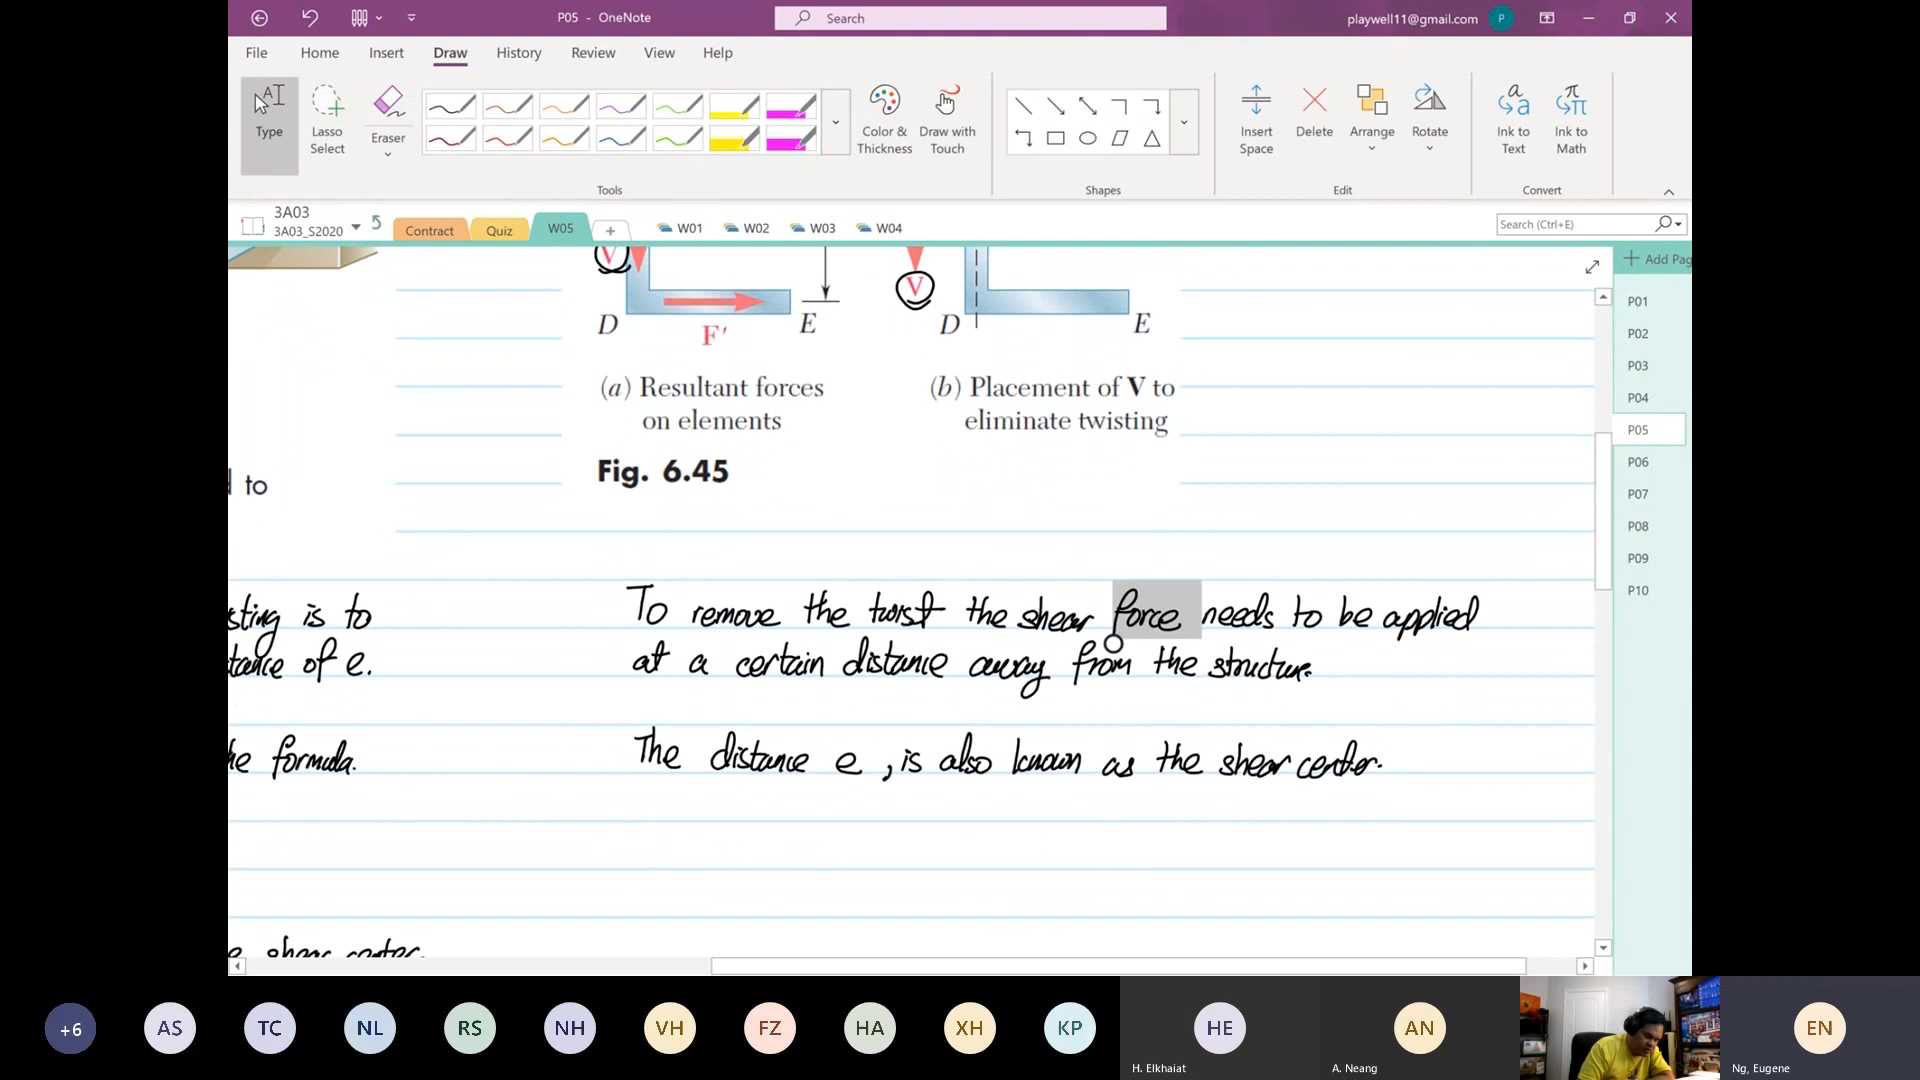 P05 - OneNote
Search
playwell11@gmail.com
P
File Home Insert Draw History Review View Help
Type
Lasso Select
Eraser
Color & Thickness
Draw with Touch
Insert Space
Delete
Arrange
Rotate
Ink to Text
Ink to Math
Tools
Shapes
Edit
Convert
3A03
3A03_S2020
Contract
Quiz
W05
W01
W02
W03
W04
Search (Ctrl+E)
Add Pag
P01
P02
P03
P04
P05
P06
P07
P08
P09
P10
V
V
D
E
F′
D
E
(a) Resultant forces
on elements
(b) Placement of V to
eliminate twisting
Fig. 6.45
to
sting is to
tance of e.
he formula.
To remove the twist the shear force needs to be applied
at a certain distance away from the structure.
The distance e, is also known as the shear center.
e shear center.
+6
AS
TC
NL
RS
NH
VH
FZ
HA
XH
KP
HE
H. Elkhaiat
AN
A. Neang
EN
Ng, Eugene